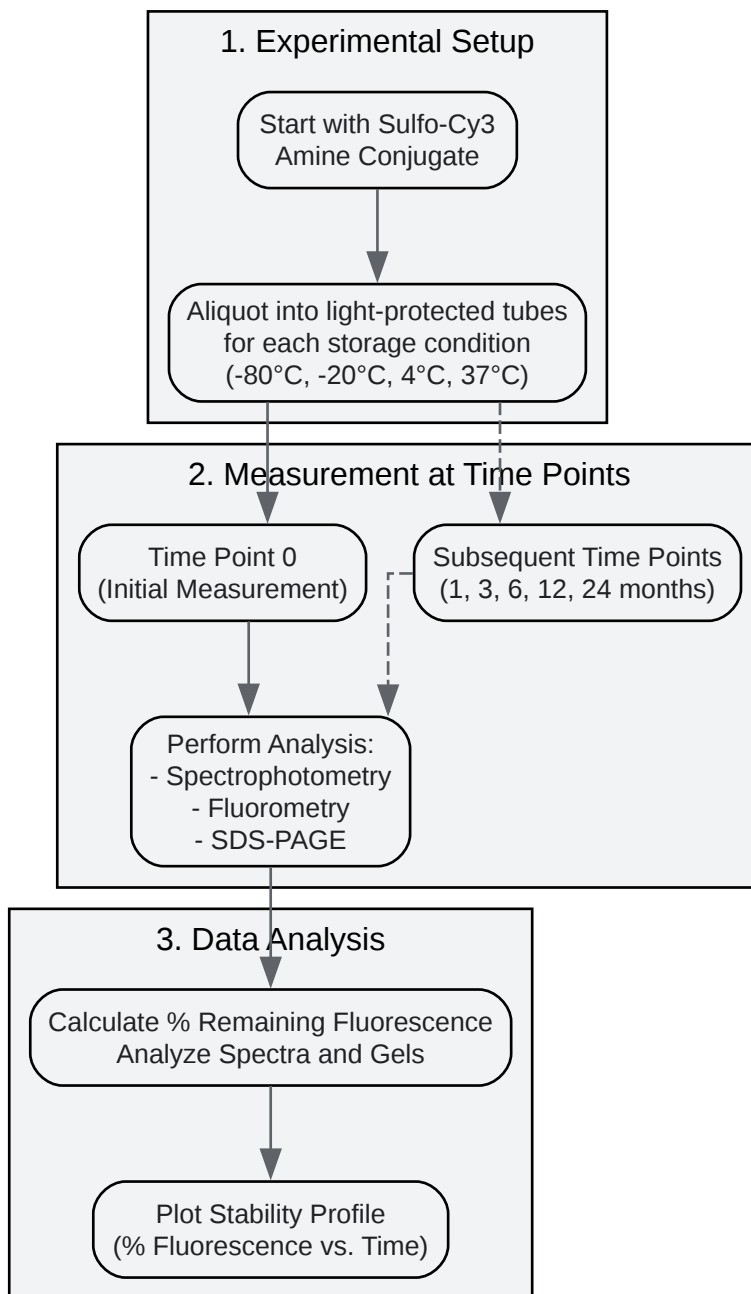 1. Experimental Setup
Start with Sulfo-Cy3
Amine Conjugate
Aliquot into light-protected tubes
for each storage condition
(-80°C, -20°C, 4°C, 37°C)
2. Measurement at Time Points
Time Point 0
(Initial Measurement)
Subsequent Time Points
(1, 3, 6, 12, 24 months)
Perform Analysis:
- Spectrophotometry
- Fluorometry
- SDS-PAGE
3. Data Analysis
Calculate % Remaining Fluorescence
Analyze Spectra and Gels
Plot Stability Profile
(% Fluorescence vs. Time)